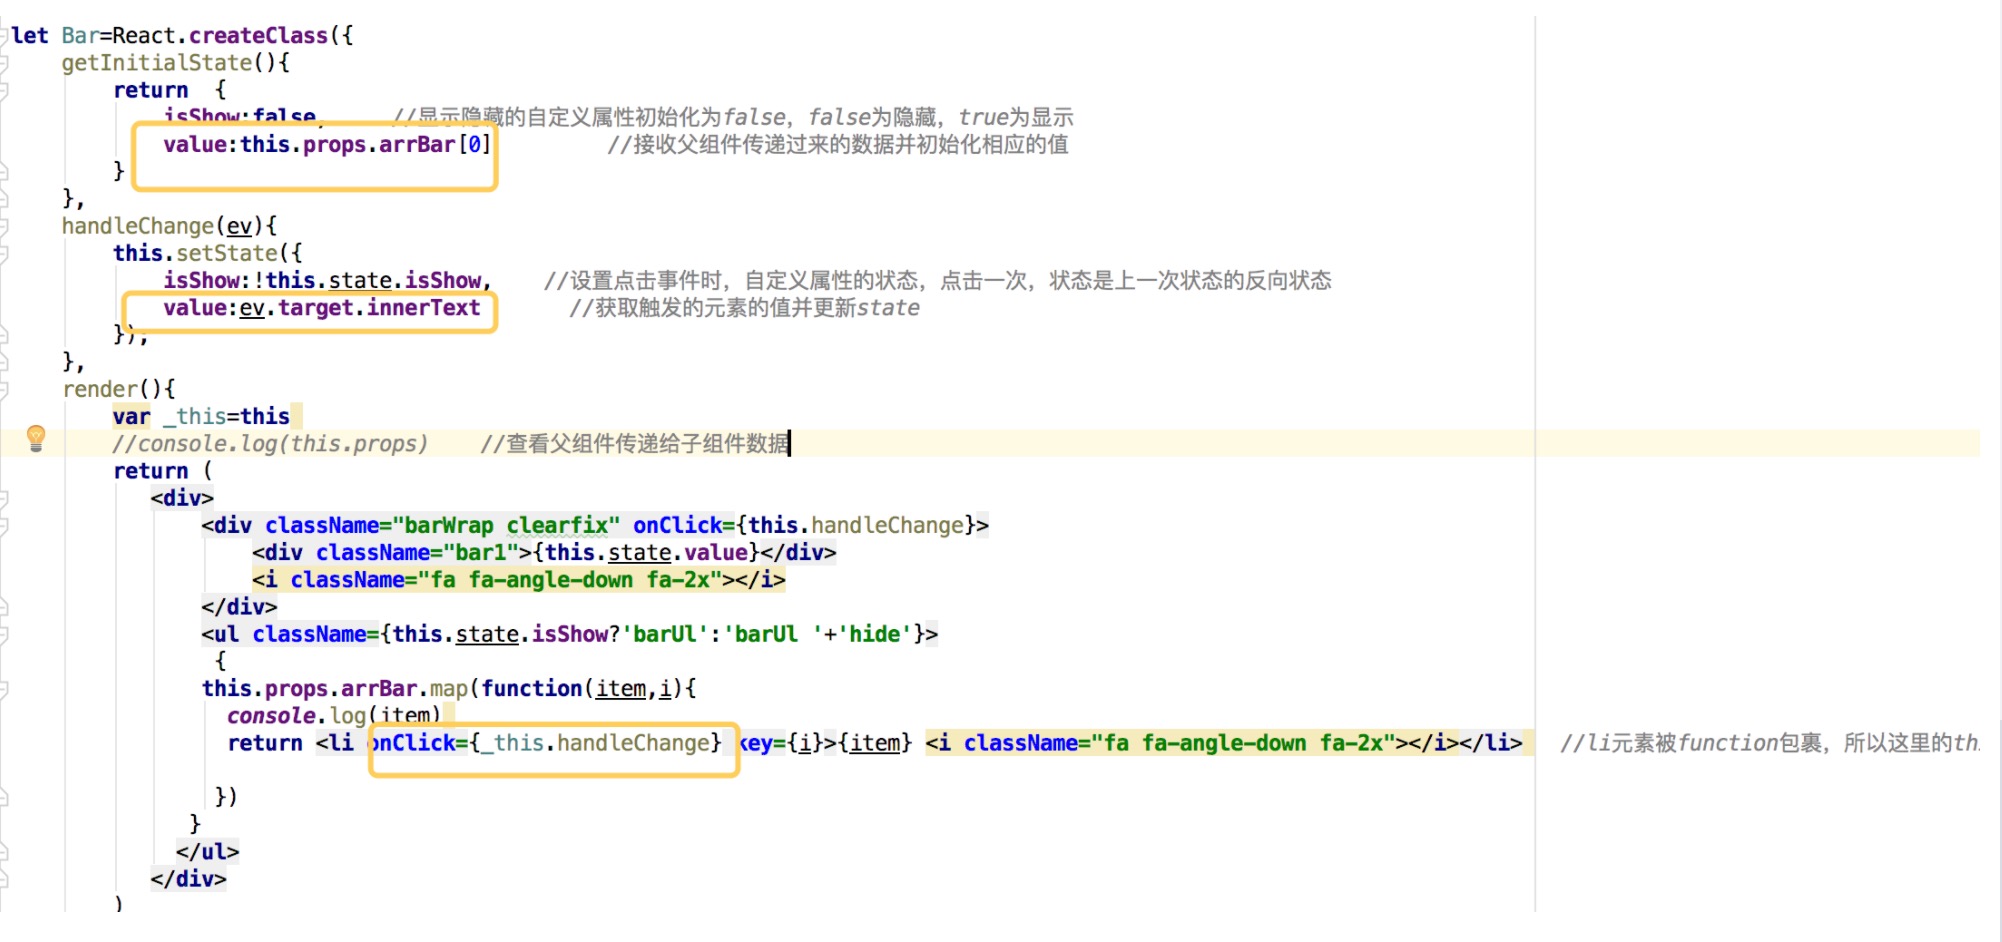 let Bar=React.createClass({
getInitialState(){
return {
isShow:false, //显示隐藏的自定义属性初始化为false，false为隐藏，true为显示
value:this.props.arrBar[0] //接收父组件传递过来的数据并初始化相应的值
}
},
handleChange(ev){
this.setState({
isShow:!this.state.isShow, //设置点击事件时，自定义属性的状态，点击一次，状态是上一次状态的反向状态
value:ev.target.innerText //获取触发的元素的值并更新state
});
},
render(){
var _this=this
//console.log(this.props) //查看父组件传递给子组件数据
return (
<div>
<div className="barWrap clearfix" onClick={this.handleChange}>
<div className="bar1">{this.state.value}</div>
<i className="fa fa-angle-down fa-2x"></i>
</div>
<ul className={this.state.isShow?'barUl':'barUl '+'hide'}>
{
this.props.arrBar.map(function(item,i){
console.log(item)
return <li onClick={_this.handleChange} key={i}>{item} <i className="fa fa-angle-down fa-2x"></i></li> //li元素被function包裹，所以这里的th
})
}
</ul>
</div>
)